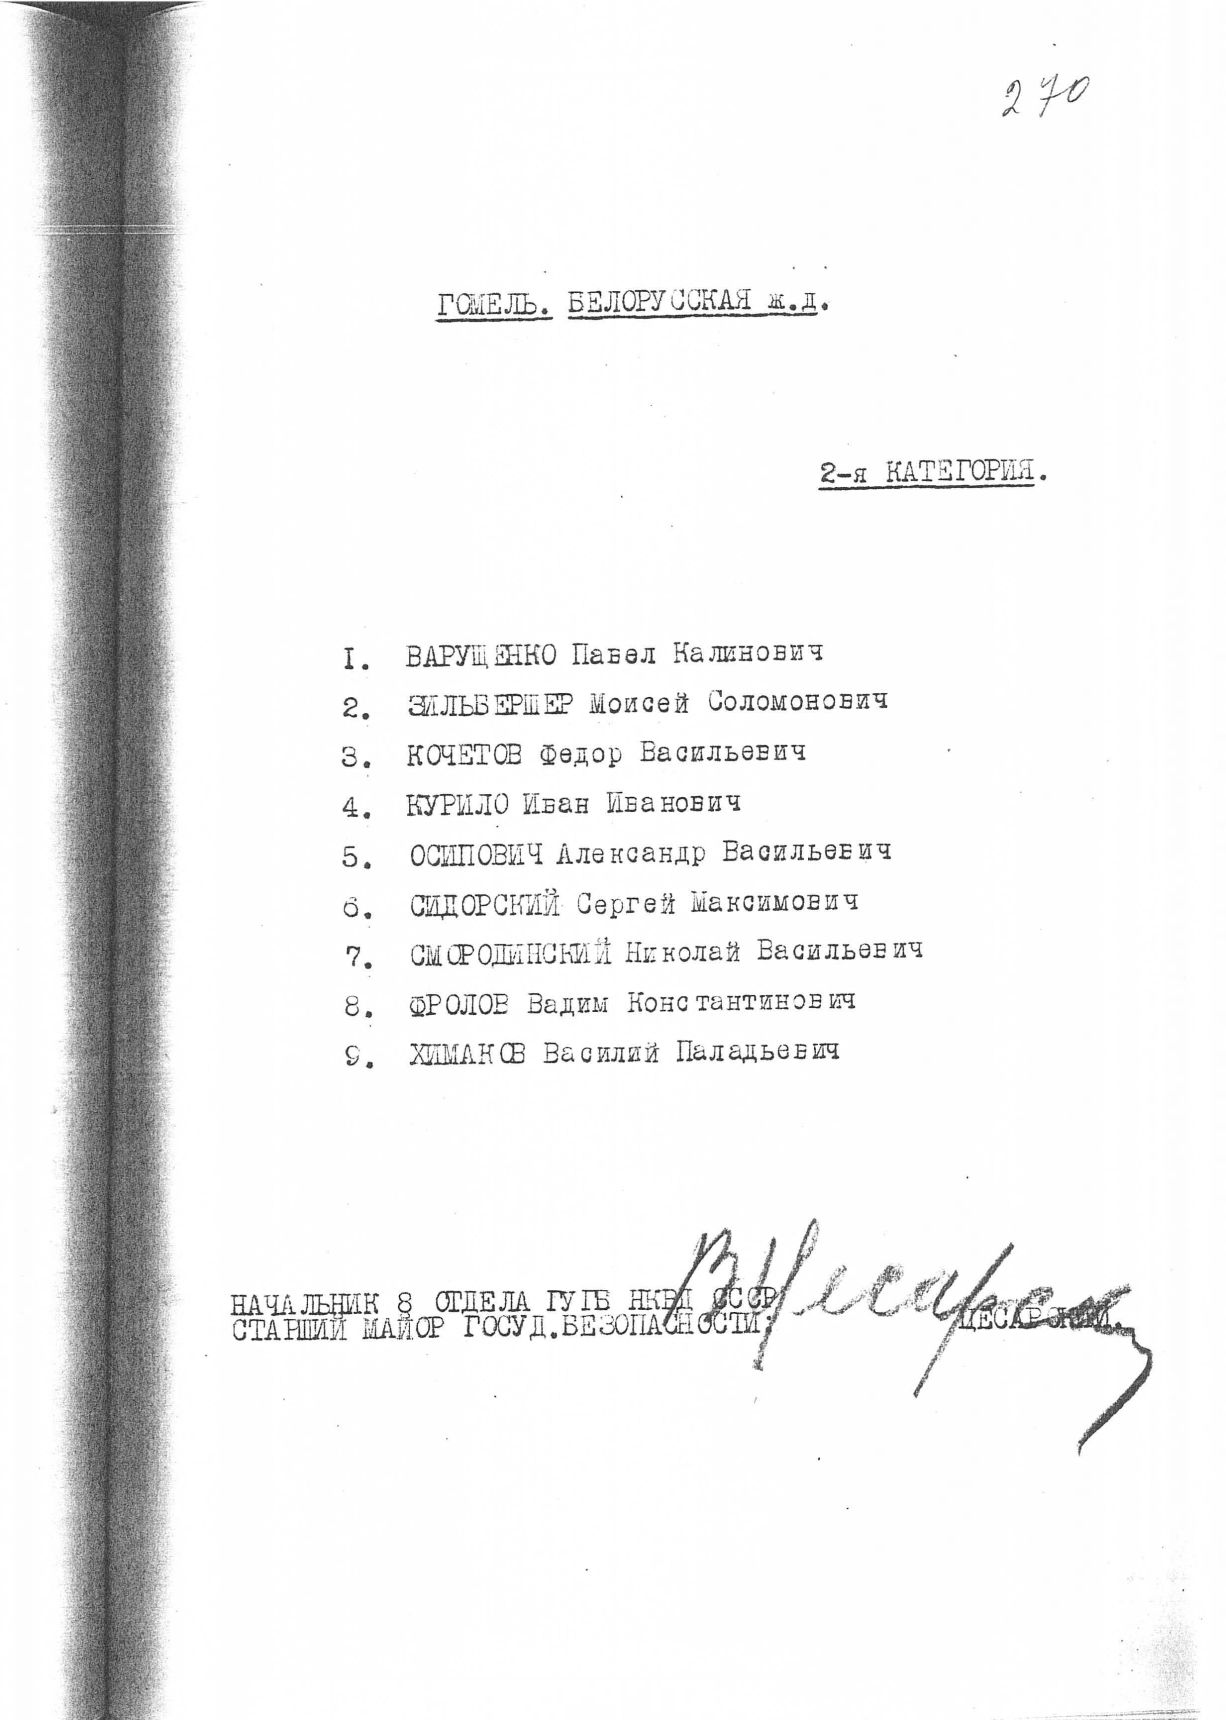 270
ГОМЕЛЬ. БЕЛОРУССКАЯ ж.д.
2-я КАТЕГОРИЯ.
1. ВАРУЩЕНКО Павел Калинович
2. ЗИЛЬБЕРШЕР Моисей Соломонович
3. КОЧЕТОВ Федор Васильевич
4. КУРИЛО Иван Иванович
5. ОСИПОВИЧ Александр Васильевич
6. СИДОРСКИЙ Сергей Максимович
7. СМОРОДИНСКИЙ Николай Васильевич
8. ФРОЛОВ Вадим Константинович
9. ХИМАКОВ Василий Паладьевич
НАЧАЛЬНИК 8 ОТДЕЛА ГУГБ НКВД СССР
СТАРШИЙ МАЙОР ГОСУД.БЕЗОПАСНОСТИ: ЦЕСАРСКИЙ.
В Цесарск